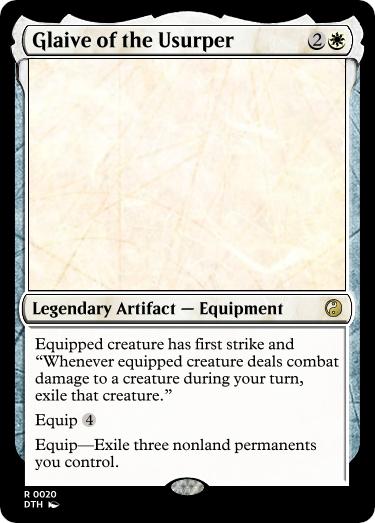 Glaive of the Usurper 2
Legendary Artifact — Equipment
Equipped creature has first strike and
“Whenever equipped creature deals combat
damage to a creature during your turn,
exile that creature.”
Equip 4
Equip—Exile three nonland permanents
you control.
R 0020
DTH